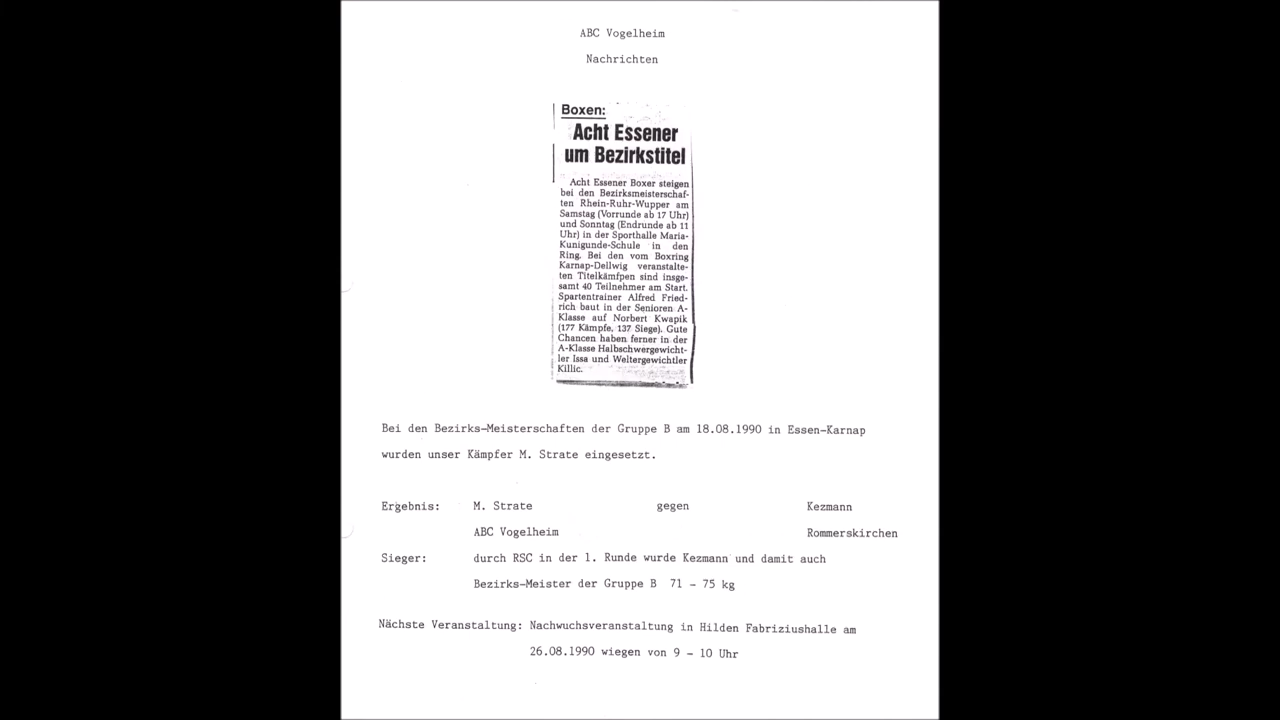 ABC Vogelheim
Nachrichten
Boxen:
Acht Essener
um Bezirkstitel
Acht Essener Boxer steigen
bei den Bezirksmeisterschaf-
ten Rhein-Ruhr-Wupper am
Samstag (Vorrunde ab 17 Uhr)
und Sonntag (Endrunde ab 11
Uhr) in der Sporthalle Maria-
Kunigunde-Schule in den
Ring. Bei den vom Boxring
Karnap-Dellwig veranstalte-
ten Titelkämfpen sind insge-
samt 40 Teilnehmer am Start.
Spartentrainer Alfred Fried-
rich baut in der Senioren A-
Klasse auf Norbert Kwapik
(177 Kämpfe, 137 Siege). Gute
Chancen haben ferner in der
A-Klasse Halbschwergewicht-
ler Issa und Weltergewichtler
Killic.
Bei den Bezirks-Meisterschaften der Gruppe B am 18.08.1990 in Essen-Karnap
wurden unser Kämpfer M. Strate eingesetzt.
Ergebnis: M. Strate gegen Kezmann
ABC Vogelheim Rommerskirchen
Sieger: durch RSC in der 1. Runde wurde Kezmann und damit auch
Bezirks-Meister der Gruppe B 71 - 75 kg
Nächste Veranstaltung: Nachwuchsveranstaltung in Hilden Fabriziushalle am
26.08.1990 wiegen von 9 - 10 Uhr